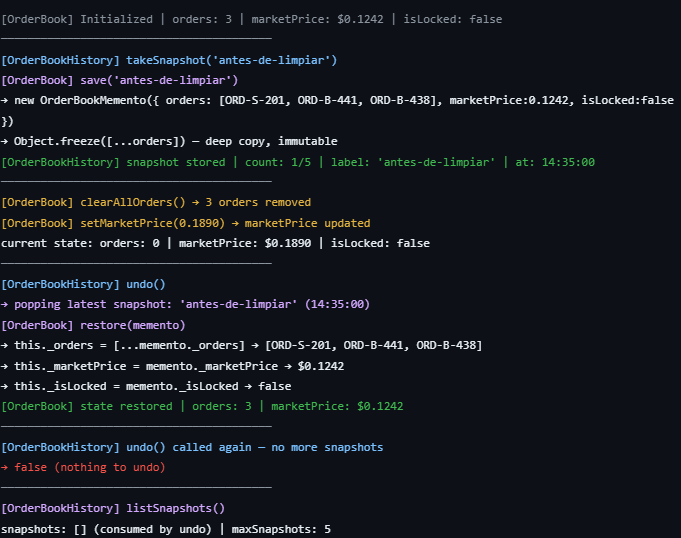 [OrderBook] Initialized | orders: 3 | marketPrice: $0.1242 | isLocked: false
[OrderBookHistory] takeSnapshot('antes-de-limpiar')
[OrderBook] save('antes-de-limpiar')
→ new OrderBookMemento({ orders: [ORD-S-201, ORD-B-441, ORD-B-438], marketPrice:0.1242, isLocked:false
})
→ Object.freeze([...orders]) — deep copy, immutable
[OrderBookHistory] snapshot stored | count: 1/5 | label: 'antes-de-limpiar' | at: 14:35:00
[OrderBook] clearAllOrders() → 3 orders removed
[OrderBook] setMarketPrice(0.1890) → marketPrice updated
current state: orders: 0 | marketPrice: $0.1890 | isLocked: false
[OrderBookHistory] undo()
→ popping latest snapshot: 'antes-de-limpiar' (14:35:00)
[OrderBook] restore(memento)
→ this._orders = [...memento._orders] → [ORD-S-201, ORD-B-441, ORD-B-438]
→ this._marketPrice = memento._marketPrice → $0.1242
→ this._isLocked = memento._isLocked → false
[OrderBook] state restored | orders: 3 | marketPrice: $0.1242
[OrderBookHistory] undo() called again — no more snapshots
→ false (nothing to undo)
[OrderBookHistory] listSnapshots()
snapshots: [] (consumed by undo) | maxSnapshots: 5